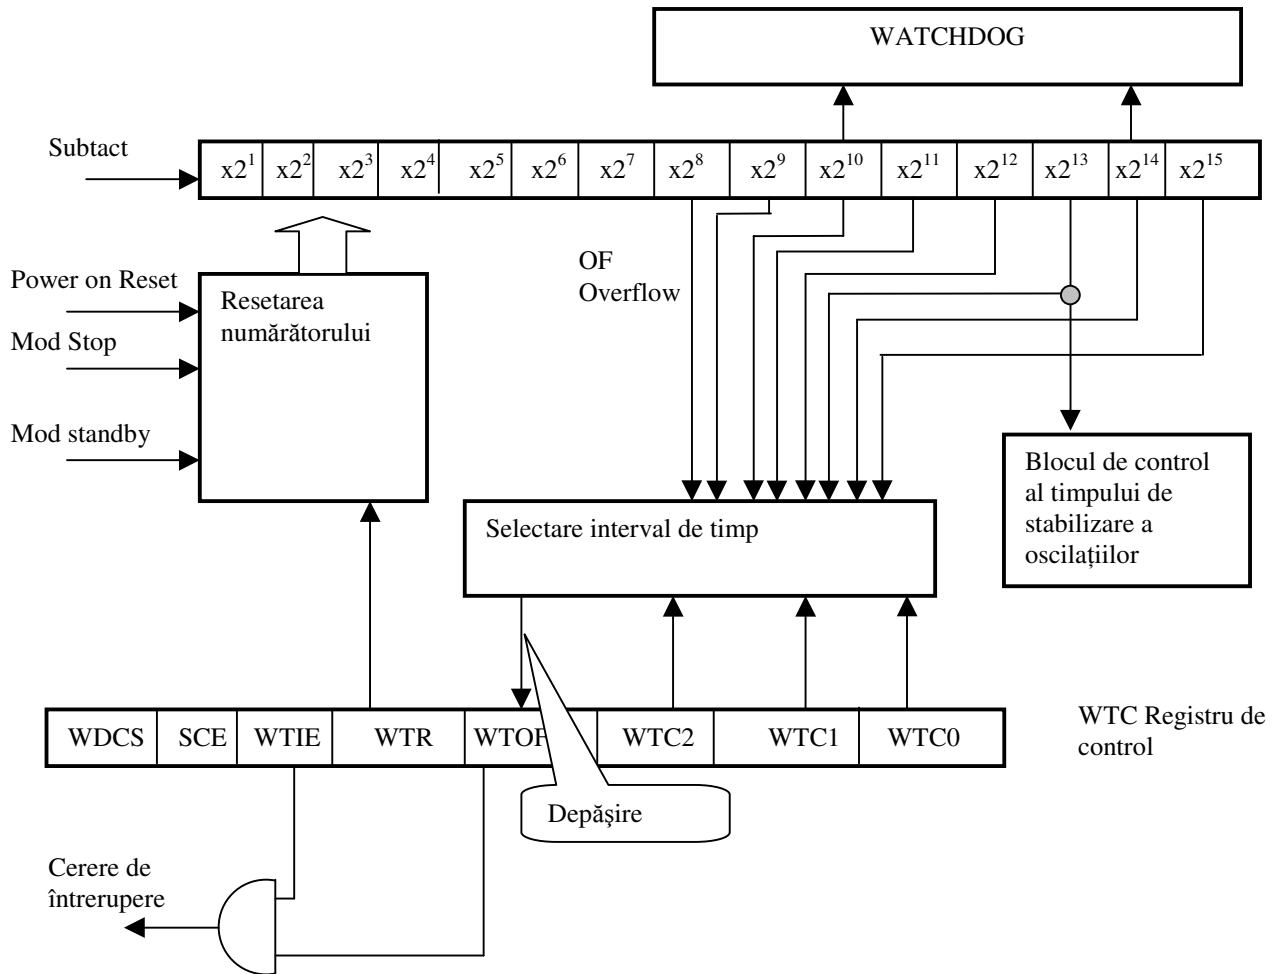 WATCHDOG
Subtact
x2¹ x2² x2³ x2⁴ x2⁵ x2⁶ x2⁷ x2⁸ x2⁹ x2¹⁰ x2¹¹ x2¹² x2¹³ x2¹⁴ x2¹⁵
OF
Overflow
Power on Reset
Mod Stop
Mod standby
Resetarea
numărătorului
Blocul de control
al timpului de
stabilizare a
oscilațiilor
Selectare interval de timp
WDCS SCE WTIE WTR WTOF WTC2 WTC1 WTC0
WTC Registru de
control
Depăşire
Cerere de
întrerupere